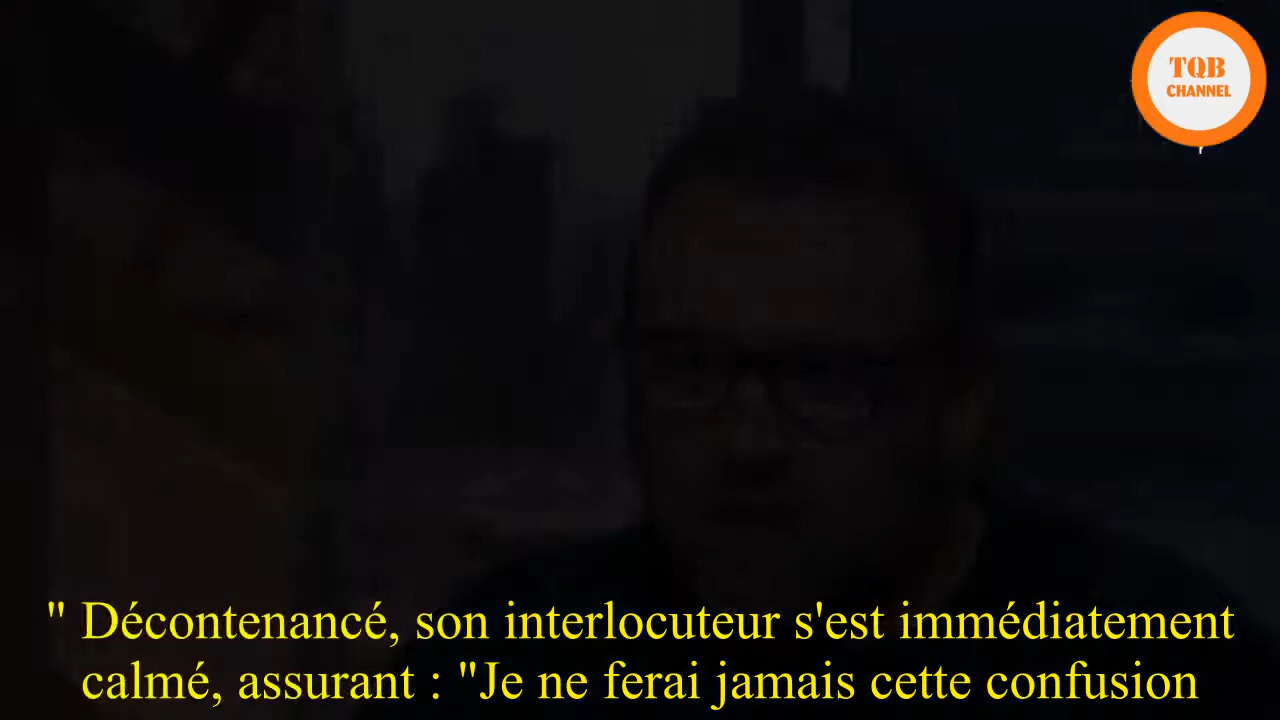 TQB
CHANNEL
" Décontenancé, son interlocuteur s'est immédiatement
calmé, assurant : "Je ne ferai jamais cette confusion